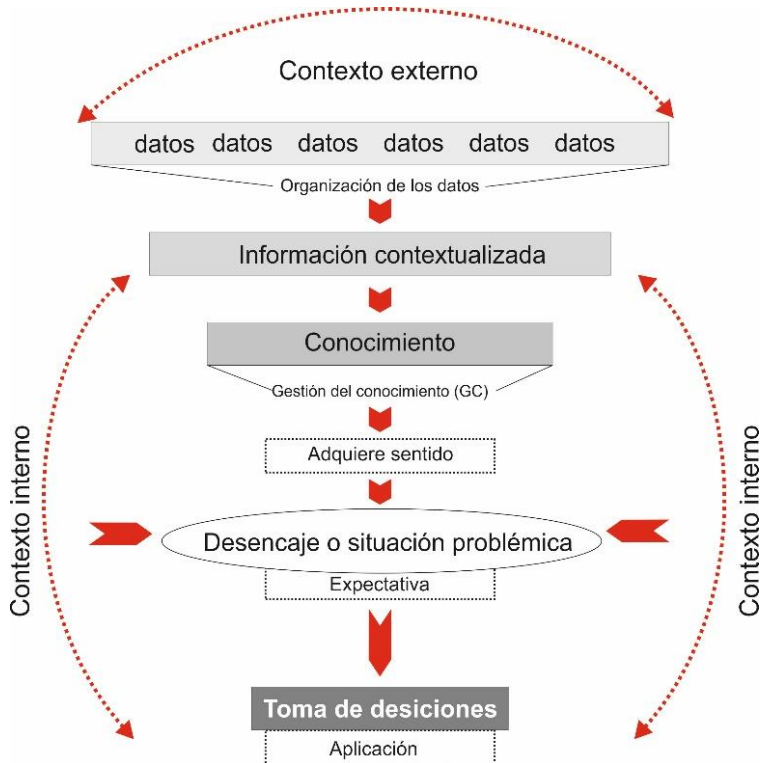 Contexto externo
datos datos datos datos datos datos
Organización de los datos
Información contextualizada
Conocimiento
Gestión del conocimiento (GC)
Adquiere sentido
Contexto interno
Desencaje o situación problémica
Contexto interno
Expectativa
Toma de desiciones
Aplicación